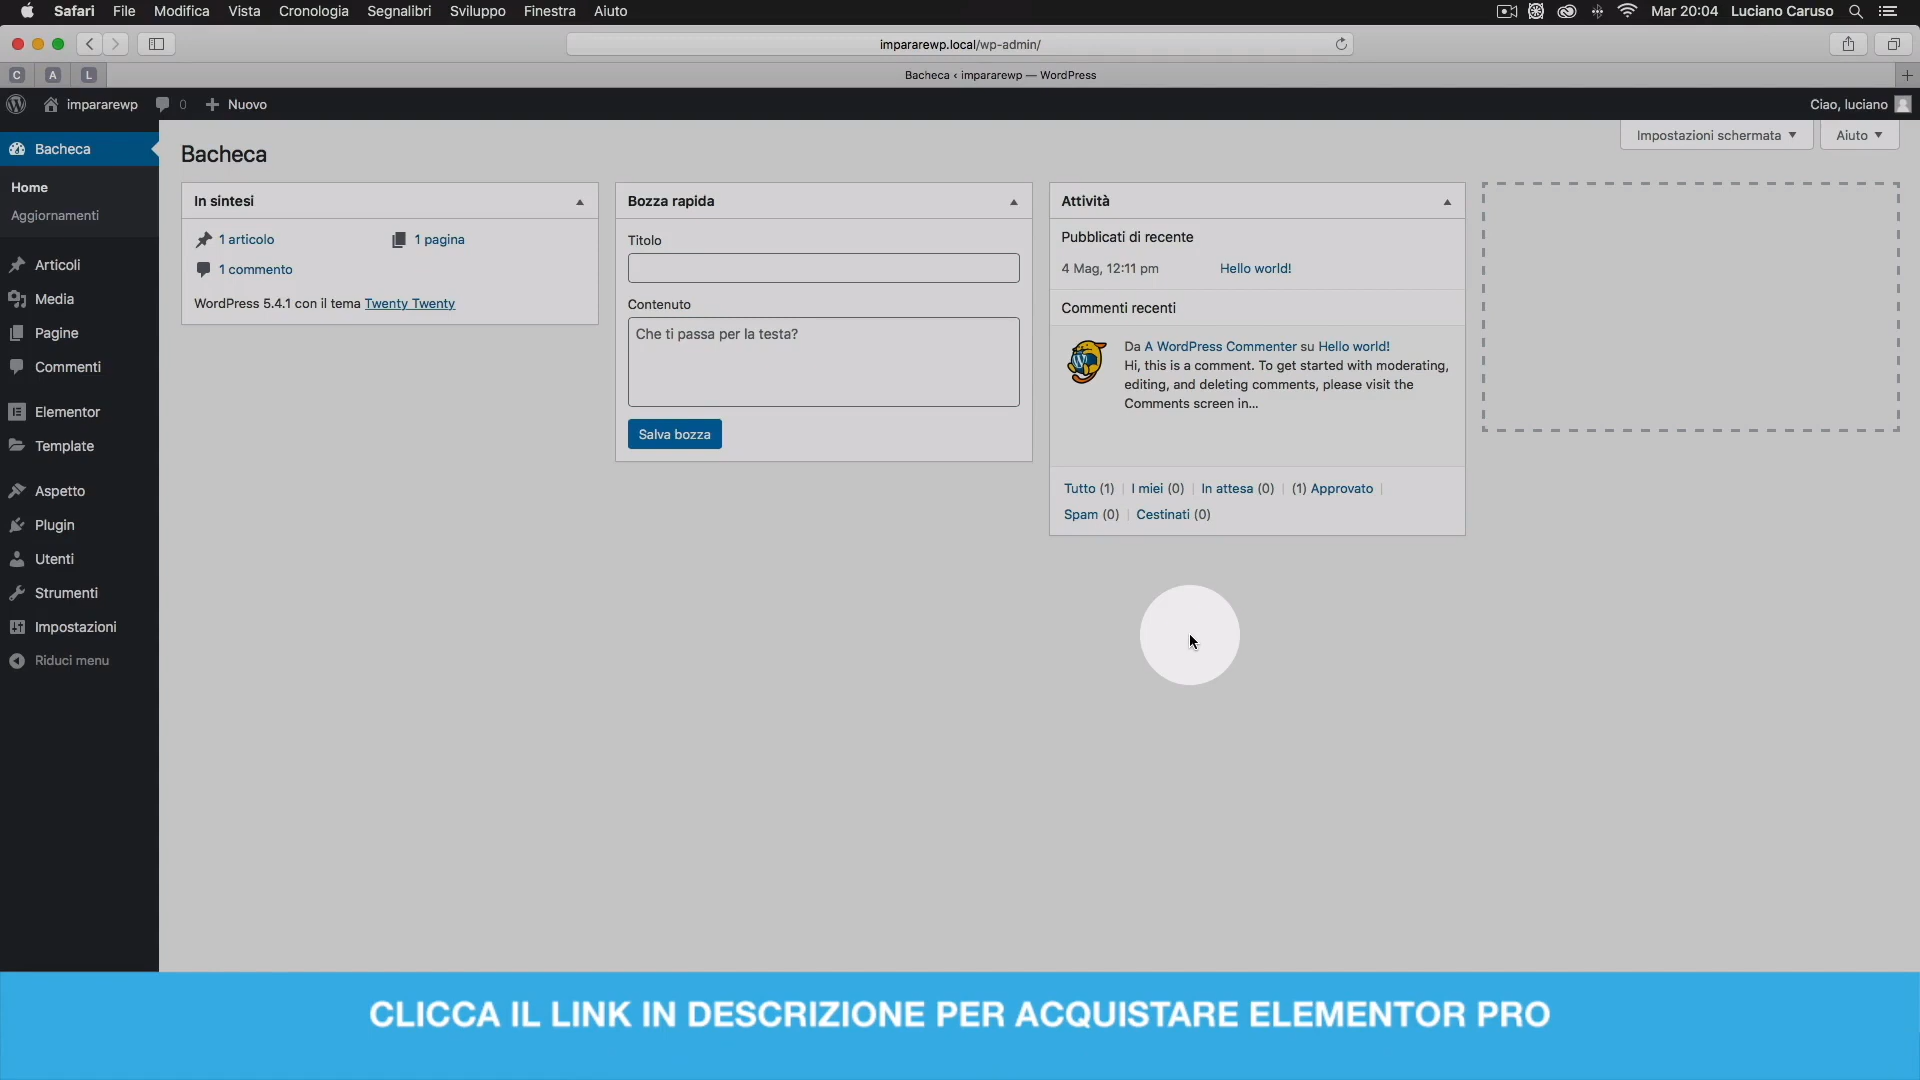 Safari File Modifica Vista Cronologia Segnalibri Sviluppo Finestra Aiuto
Mar 20:04 Luciano Caruso
impararewp.local/wp-admin/
C A L
Bacheca ‹ impararewp — WordPress
impararewp 0 Nuovo
Ciao, luciano
Impostazioni schermata Aiuto
Bacheca
Home
Aggiornamenti
Articoli
Media
Pagine
Commenti
Elementor
Template
Aspetto
Plugin
Utenti
Strumenti
Impostazioni
Riduci menu
Bacheca
In sintesi
1 articolo 1 pagina
1 commento
WordPress 5.4.1 con il tema Twenty Twenty
Bozza rapida
Titolo
Contenuto
Che ti passa per la testa?
Salva bozza
Attività
Pubblicati di recente
4 Mag, 12:11 pm Hello world!
Commenti recenti
Da A WordPress Commenter su Hello world!
Hi, this is a comment. To get started with moderating,
editing, and deleting comments, please visit the
Comments screen in...
Tutto (1) | I miei (0) | In attesa (0) | (1) Approvato |
Spam (0) | Cestinati (0)
CLICCA IL LINK IN DESCRIZIONE PER ACQUISTARE ELEMENTOR PRO